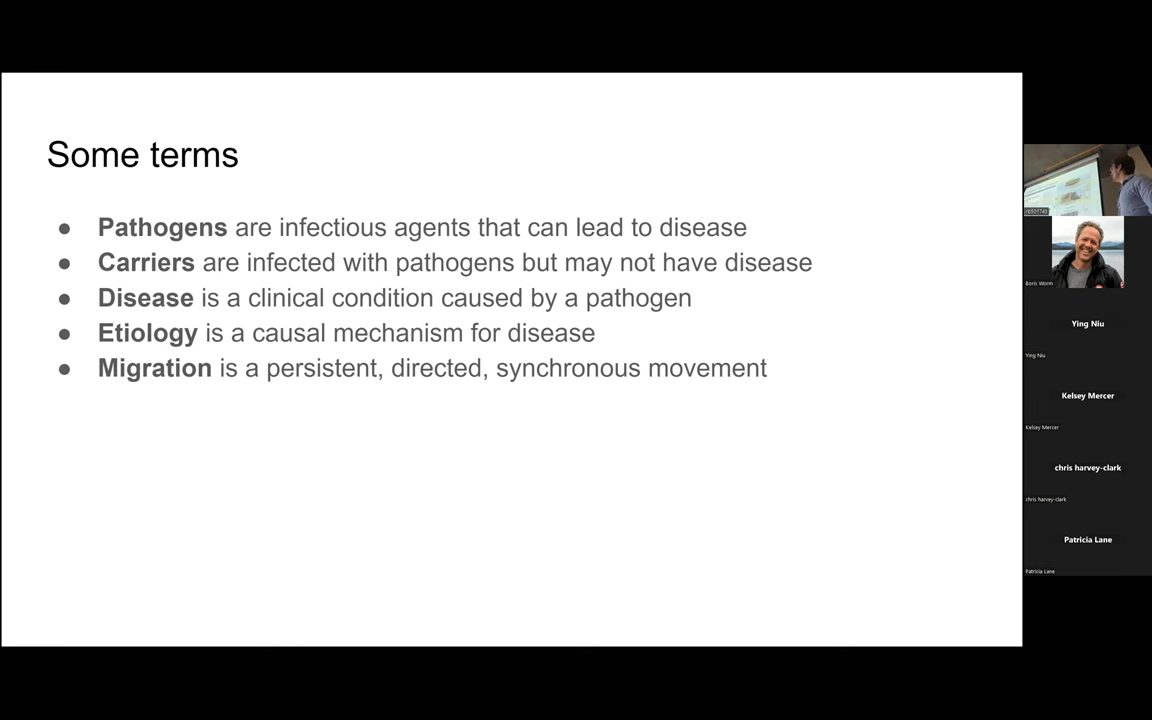 Some terms
● Pathogens are infectious agents that can lead to disease
● Carriers are infected with pathogens but may not have disease
● Disease is a clinical condition caused by a pathogen
● Etiology is a causal mechanism for disease
● Migration is a persistent, directed, synchronous movement
Boris Worm
Ying Niu
Ying Niu
Kelsey Mercer
Kelsey Mercer
chris harvey-clark
chris harvey-clark
Patricia Lane
Patricia Lane